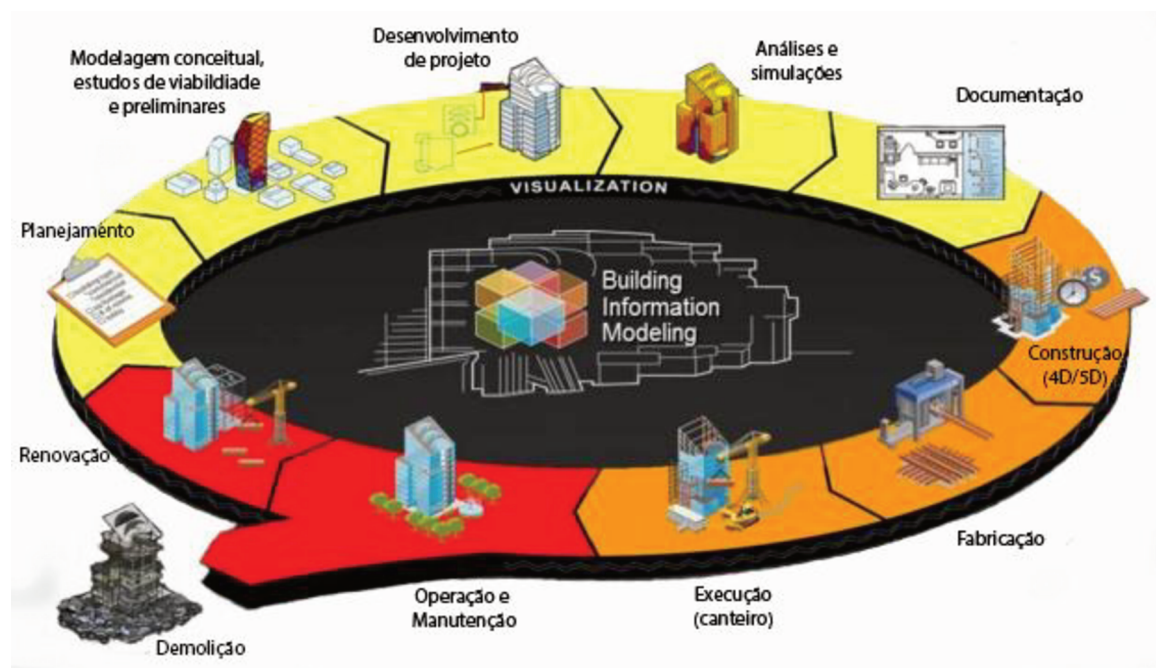 Modelagem conceitual,
estudos de viabildiade
e preliminares
Desenvolvimento
de projeto
Análises e
simulações
Documentação
VISUALIZATION
Planejamento
Building
Information
Modeling
Construção
(4D/5D)
Renovação
Fabricação
Operação e
Manutenção
Execução
(canteiro)
Demolição